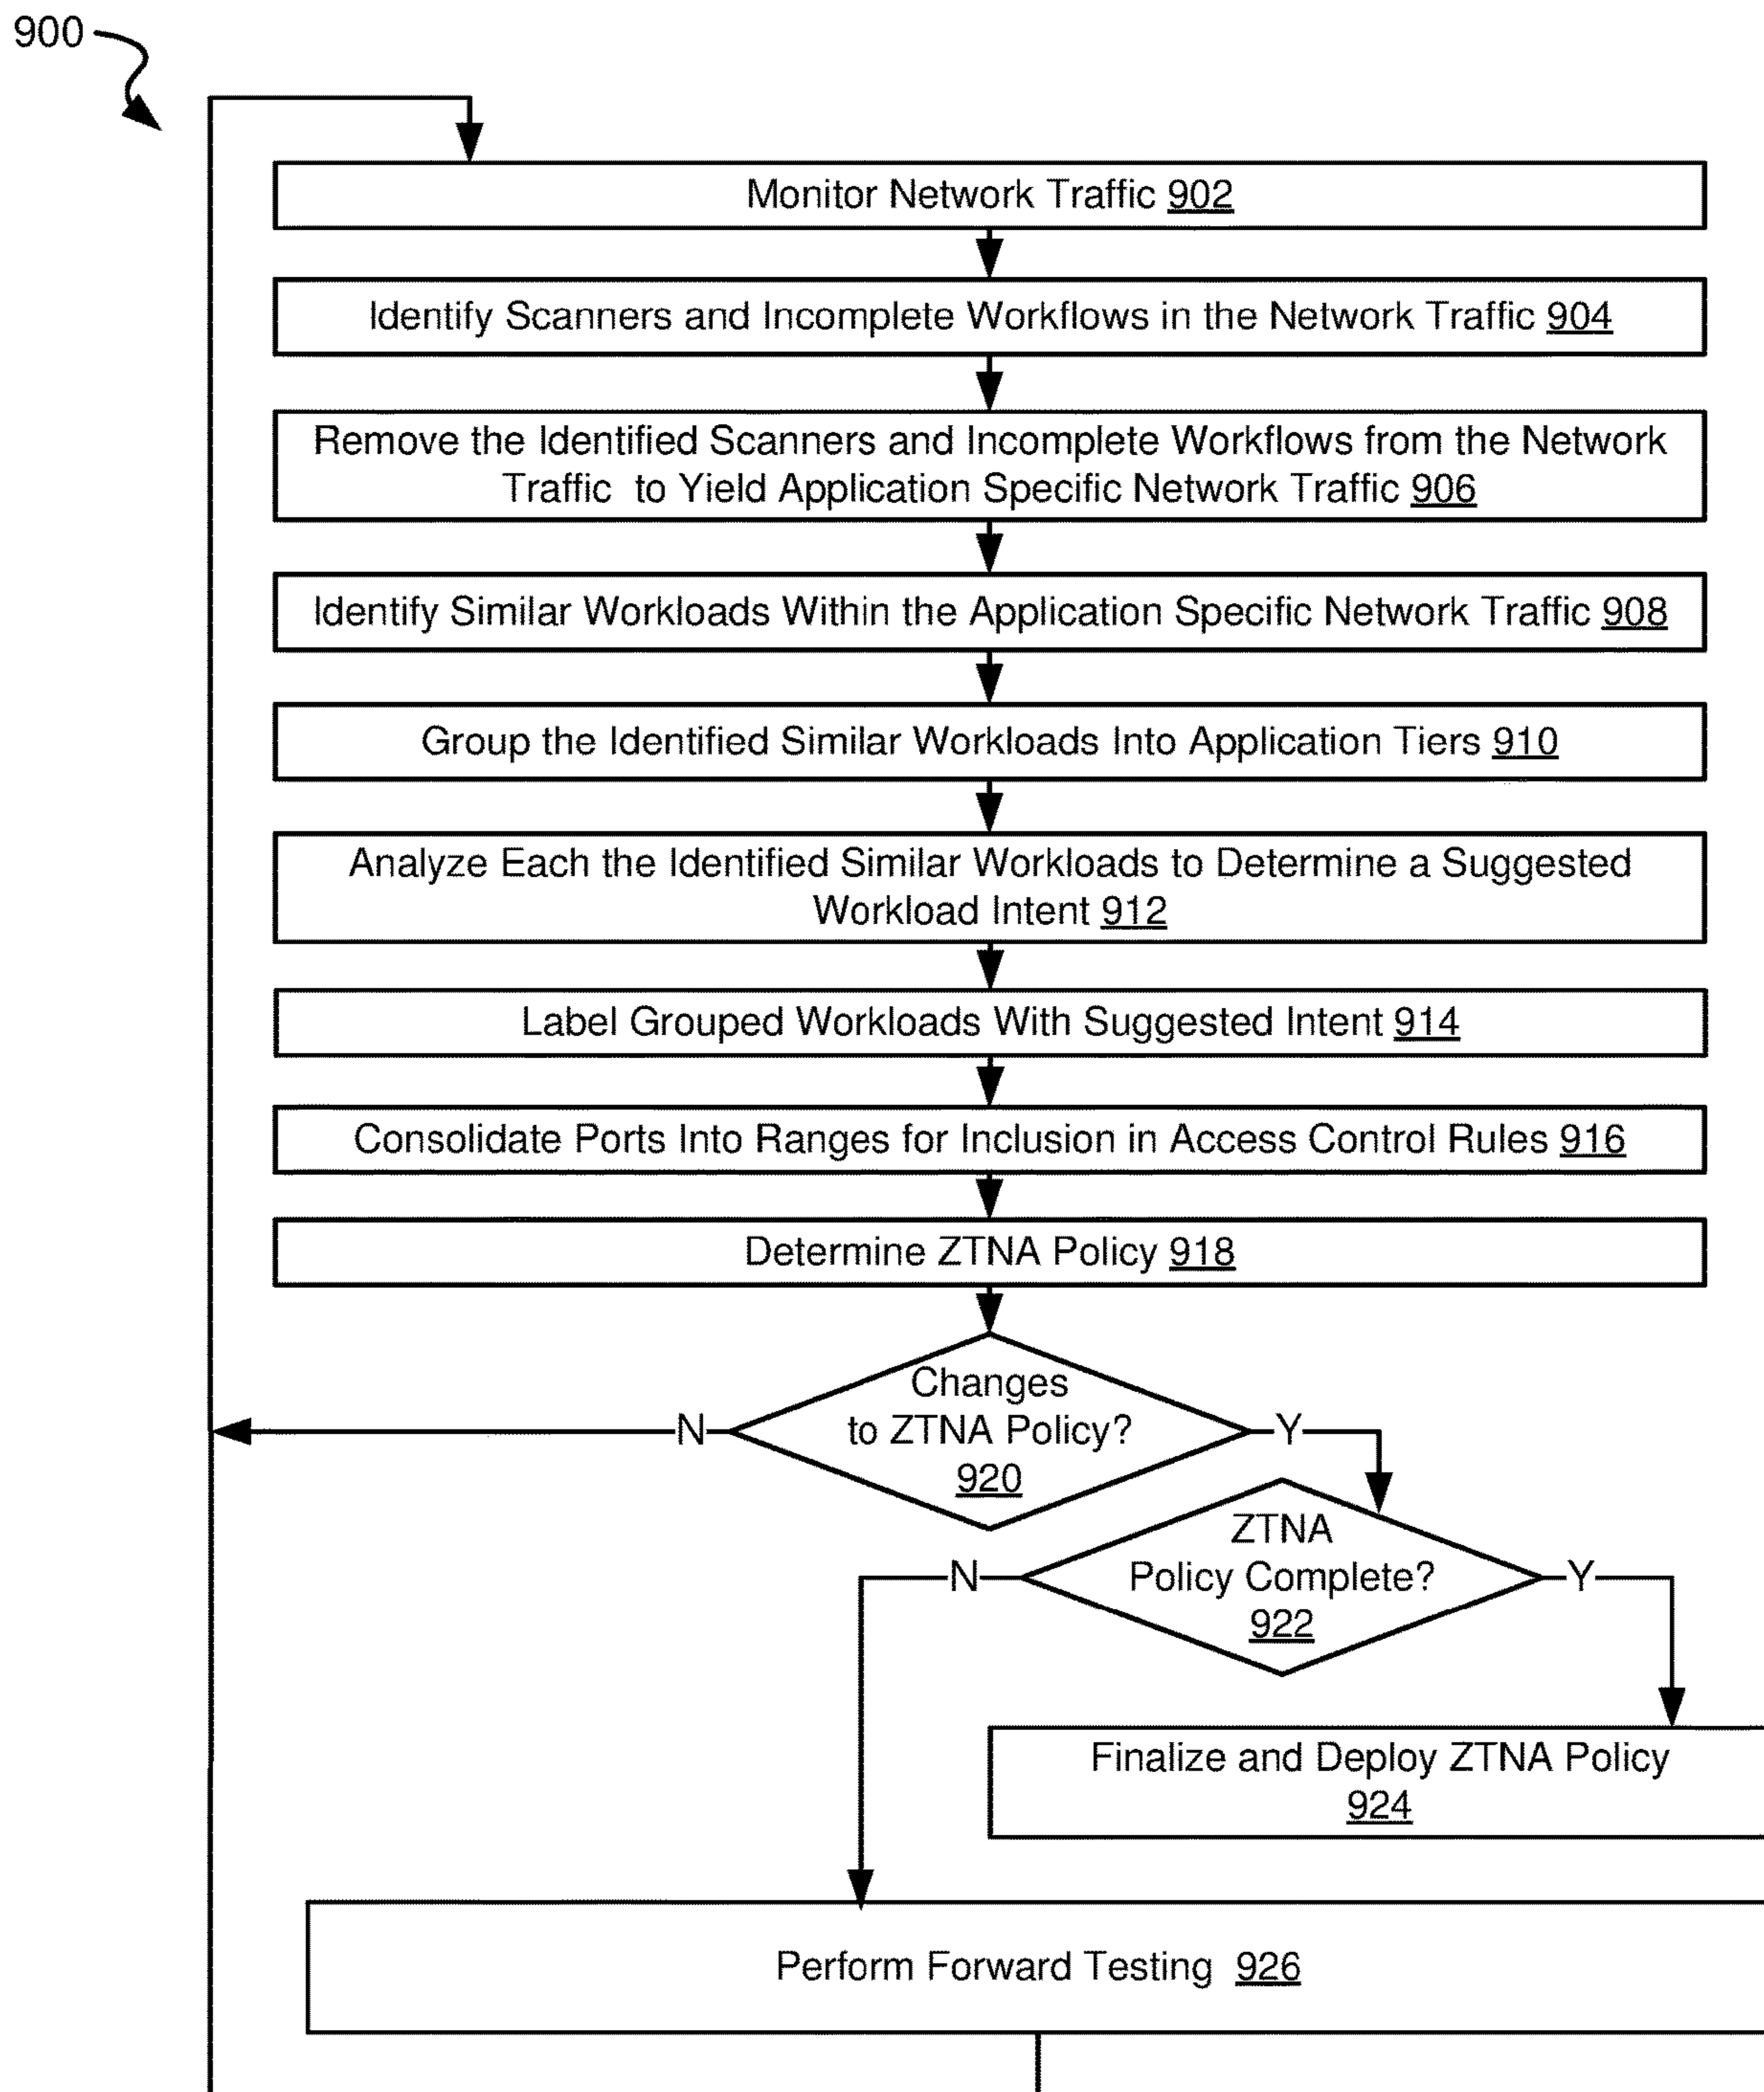 900
Monitor Network Traffic 902
Identify Scanners and Incomplete Workflows in the Network Traffic 904
Remove the Identified Scanners and Incomplete Workflows from the Network
Traffic to Yield Application Specific Network Traffic 906
Identify Similar Workloads Within the Application Specific Network Traffic 908
Group the Identified Similar Workloads Into Application Tiers 910
Analyze Each the Identified Similar Workloads to Determine a Suggested
Workload Intent 912
Label Grouped Workloads With Suggested Intent 914
Consolidate Ports Into Ranges for Inclusion in Access Control Rules 916
Determine ZTNA Policy 918
Changes
to ZTNA Policy?
920
N
Y
ZTNA
Policy Complete?
922
N
Y
Finalize and Deploy ZTNA Policy
924
Perform Forward Testing 926